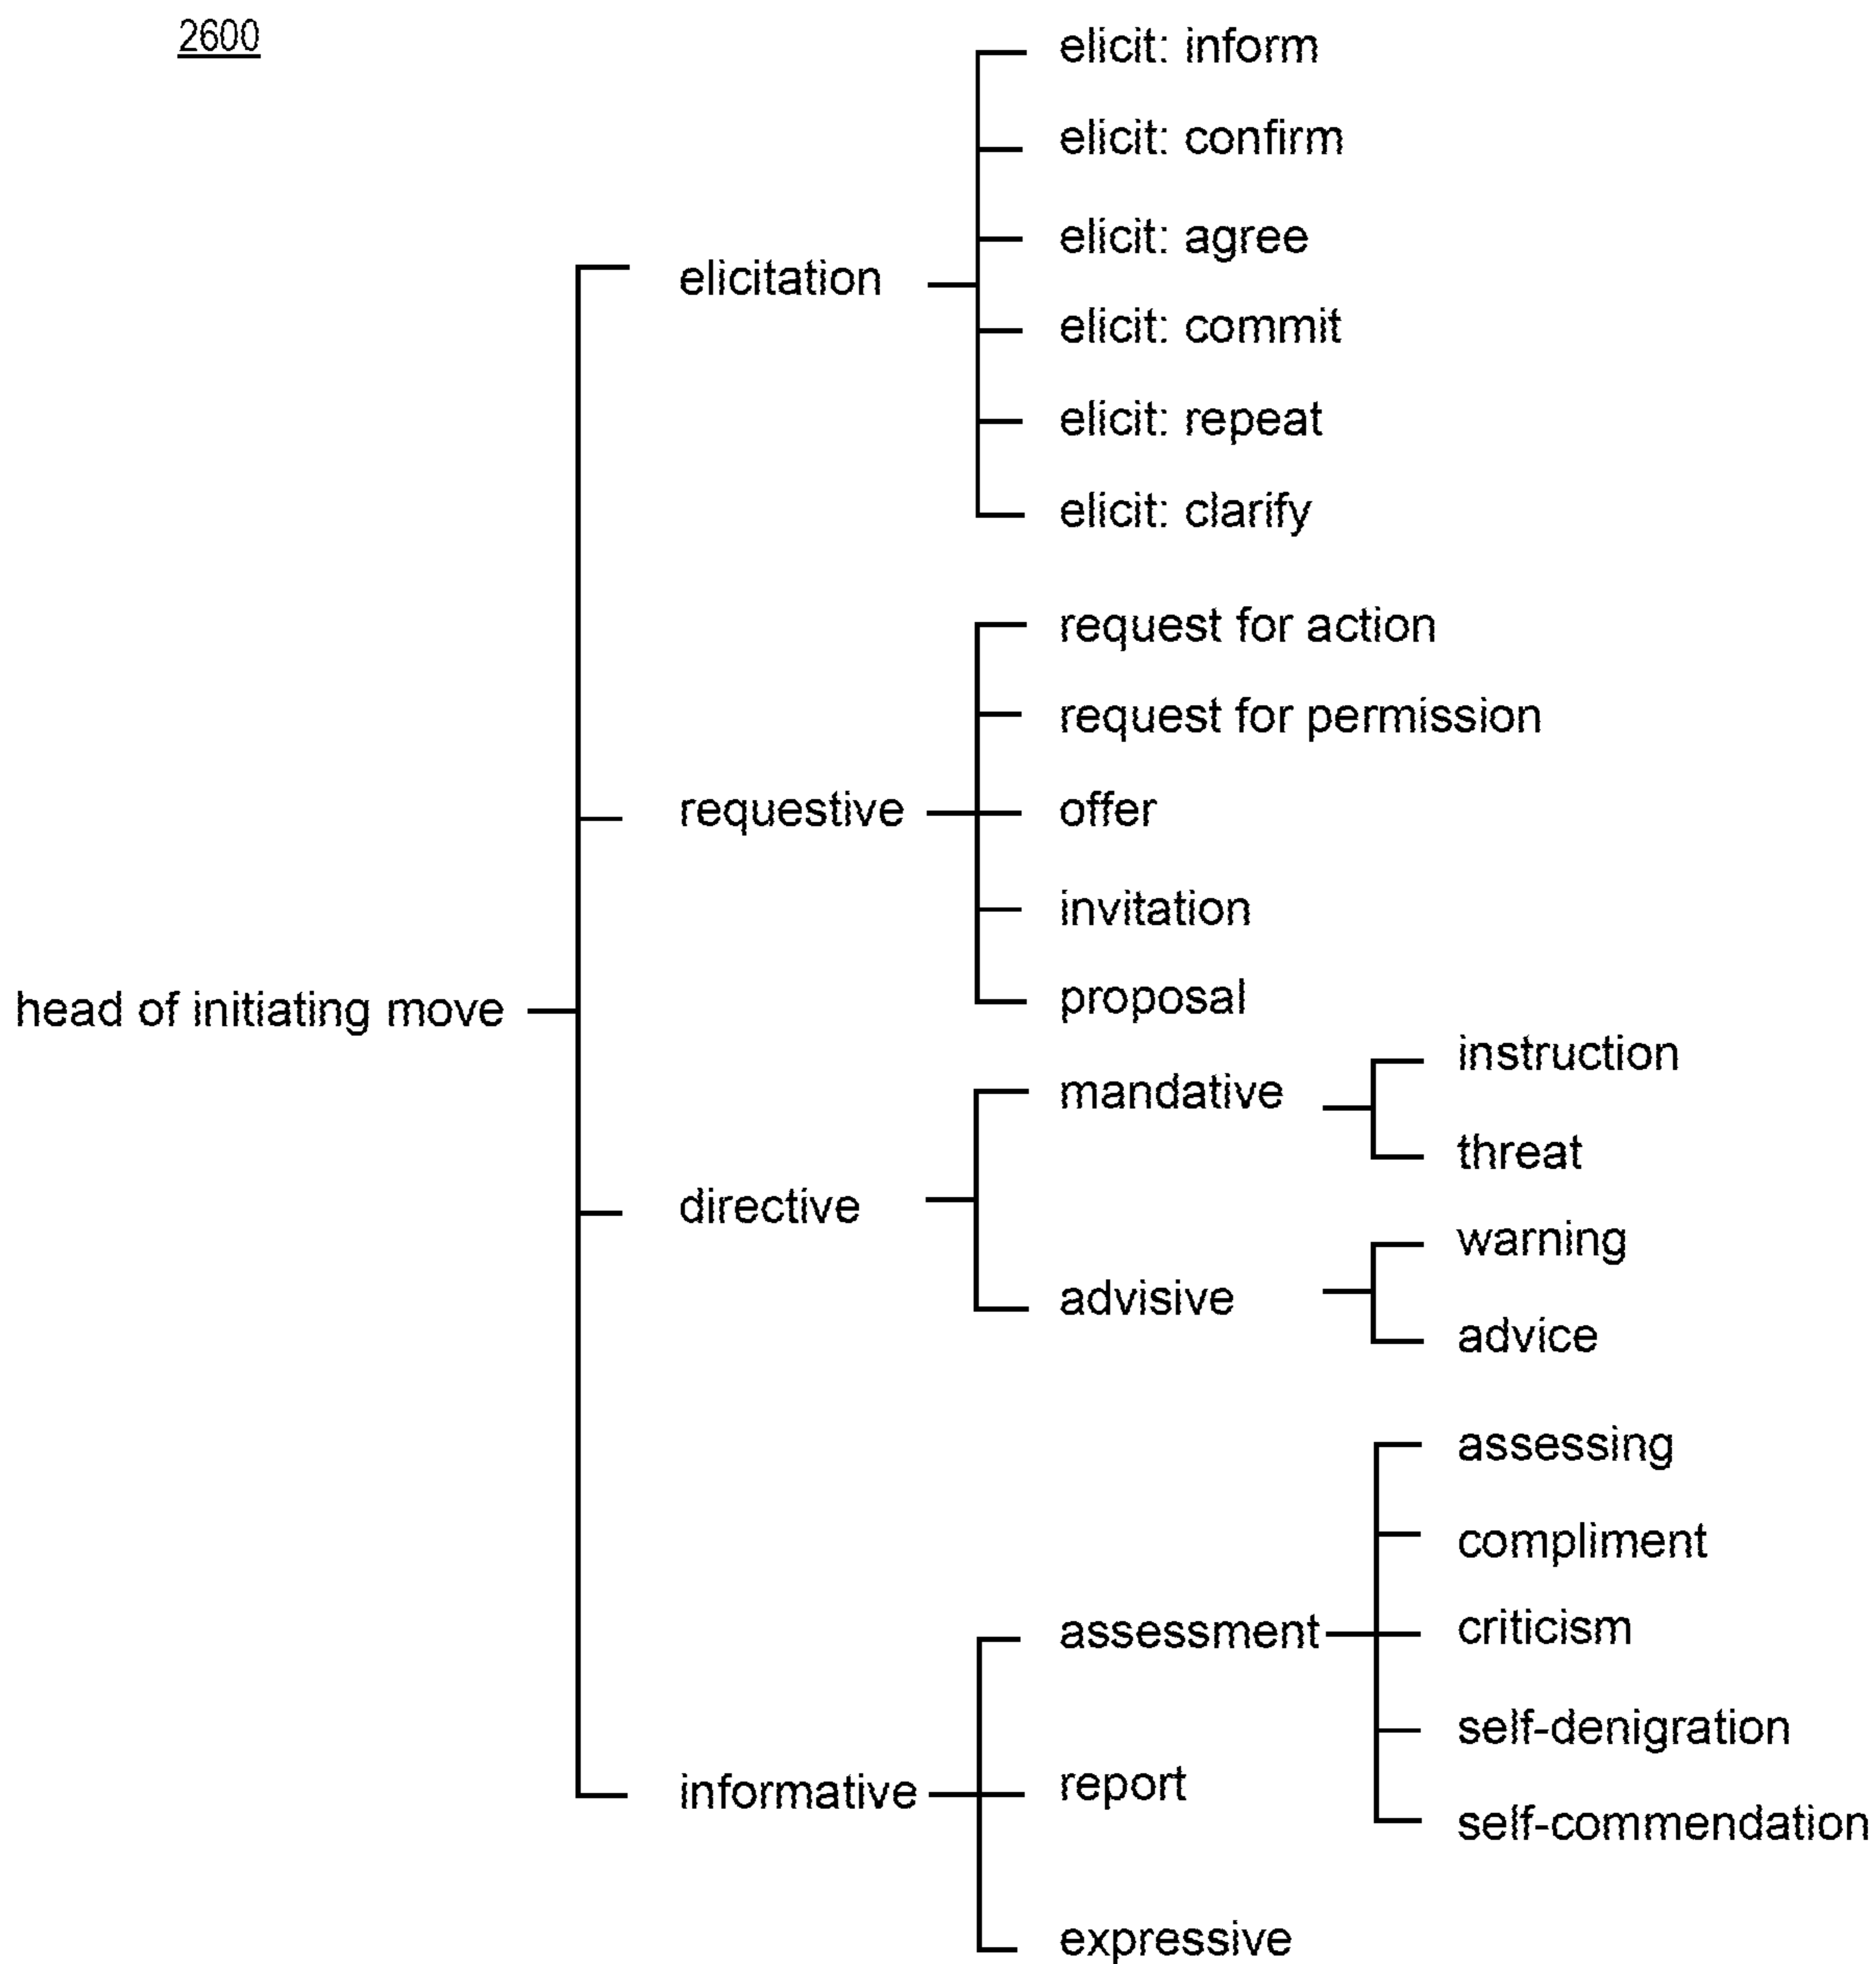 2600
elicit: inform
elicit: confirm
elicit: agree
elicitation
elicit: commit
elicit: repeat
elicit: clarify
request for action
request for permission
requestive
offer
invitation
proposal
head of initiating move
mandative
instruction
threat
directive
warning
advisive
advice
assessing
compliment
assessment
criticism
self-denigration
informative
report
self-commendation
expressive